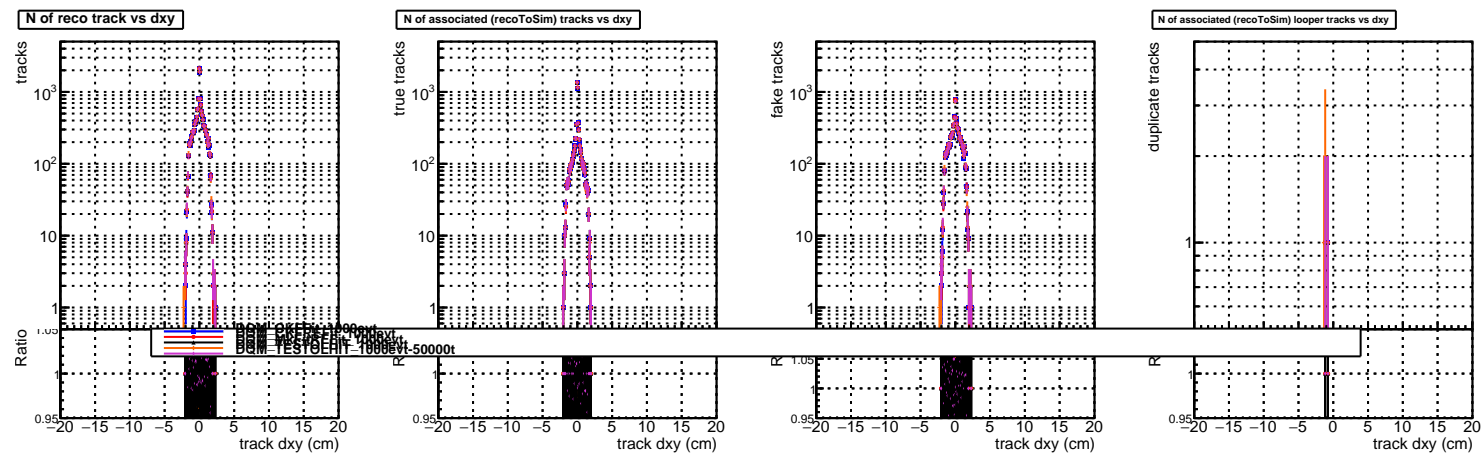 N of reco track vs dxy
N of associated (recoToSim) tracks vs dxy
N of associated (recoToSim) looper tracks vs dxy
tracks
10³
10²
10
1
Ratio
1
0.95
−20 −15 −10 −5 0 5 10 15 20
track dxy (cm)
true tracks
10³
10²
10
1
1
0.95
−20 −15 −10 −5 0 5 10 15 20
track dxy (cm)
fake tracks
10³
10²
10
1
1.05
1
0.95
−20 −15 −10 −5 0 5 10 15 20
track dxy (cm)
duplicate tracks
1
1
0.95
−20 −15 −10 −5 0 5 10 15 20
track dxy (cm)
DQM_TESTOLHIT−1000evt-50000t